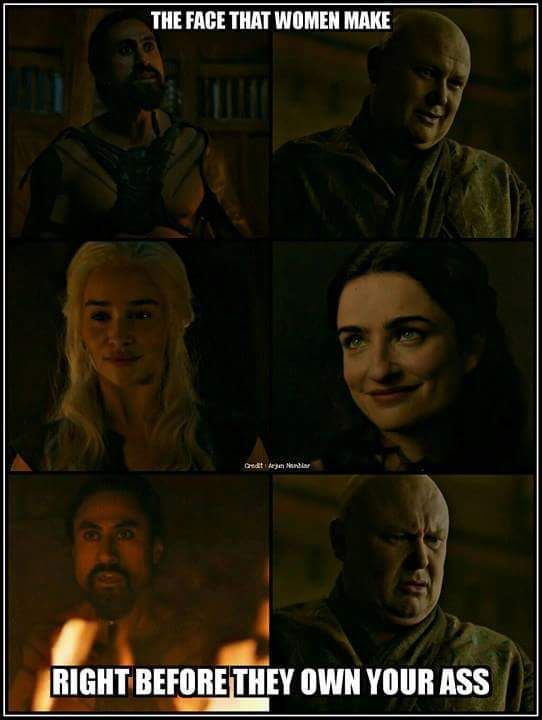 THE FACE THAT WOMEN MAKE
Credit : Arjun Nambiar
RIGHT BEFORE THEY OWN YOUR ASS